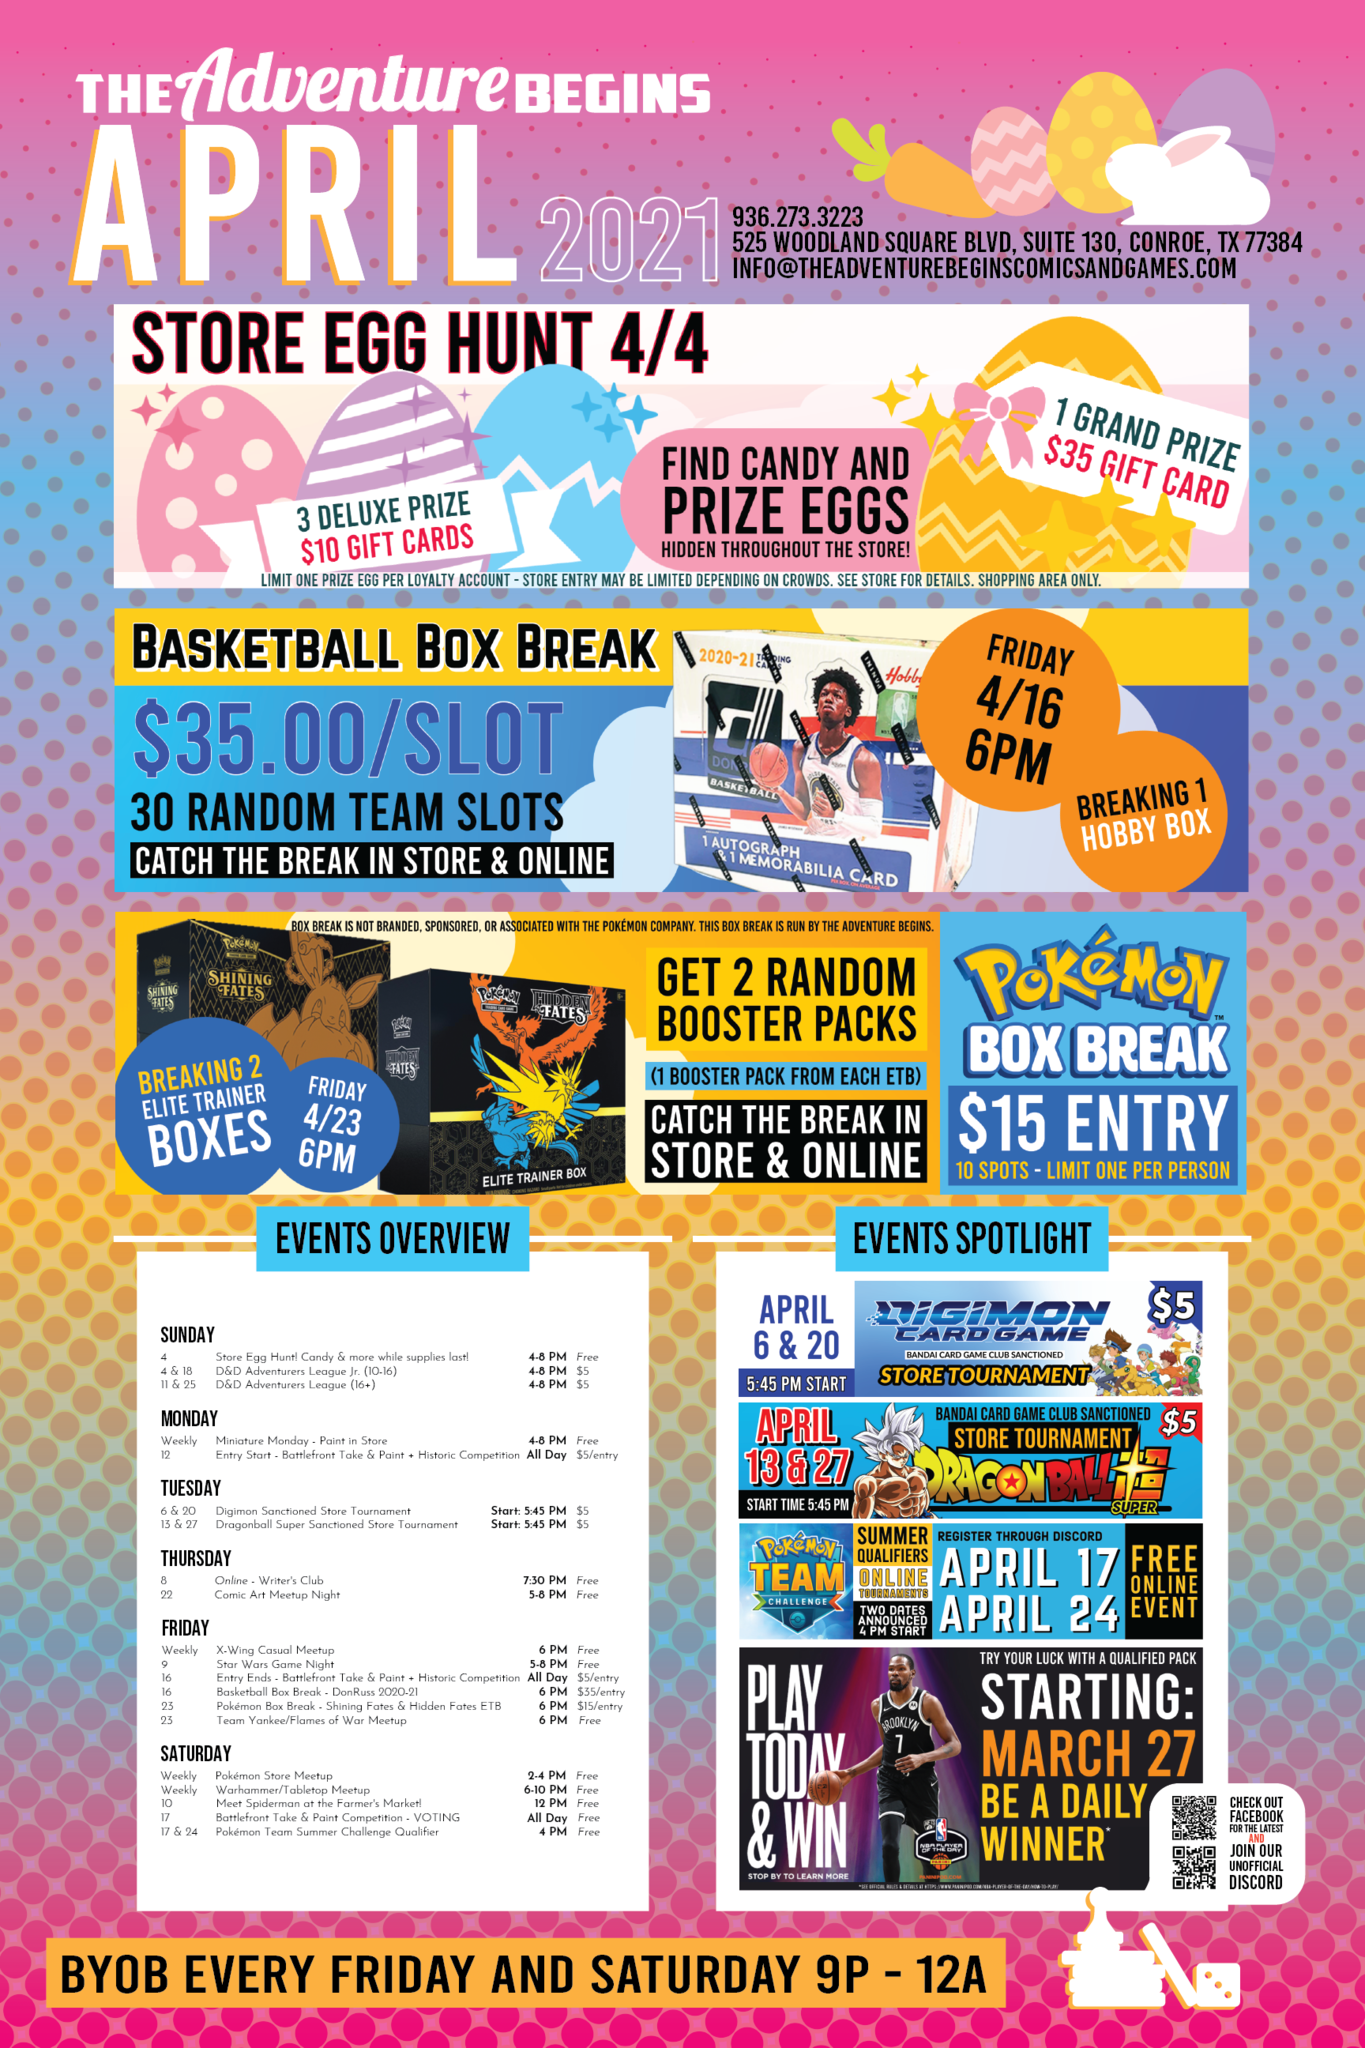 THE Adventure BEGINS
APRIL 2021
936.273.3223
525 WOODLAND SQUARE BLVD, SUITE 130, CONROE, TX 77384
INFO@THEADVENTUREBEGINSCOMICSANDGAMES.COM
STORE EGG HUNT 4/4
3 DELUXE PRIZE
$10 GIFT CARDS
FIND CANDY AND
PRIZE EGGS
HIDDEN THROUGHOUT THE STORE!
1 GRAND PRIZE
$35 GIFT CARD
LIMIT ONE PRIZE EGG PER LOYALTY ACCOUNT - STORE ENTRY MAY BE LIMITED DEPENDING ON CROWDS. SEE STORE FOR DETAILS. SHOPPING AREA ONLY.
BASKETBALL BOX BREAK
$35.00/SLOT
30 RANDOM TEAM SLOTS
CATCH THE BREAK IN STORE & ONLINE
2020-21 TRADING CARDS
BASKETBALL
1 AUTOGRAPH
& 1 MEMORABILIA CARD
FRIDAY
4/16
6PM
BREAKING 1
HOBBY BOX
BOX BREAK IS NOT BRANDED, SPONSORED, OR ASSOCIATED WITH THE POKÉMON COMPANY. THIS BOX BREAK IS RUN BY THE ADVENTURE BEGINS.
Pokémon
SHINING
FATES
SHINING
FATES
Pokémon
HIDDEN
FATES
HIDDEN
FATES
ELITE TRAINER BOX
BREAKING 2
ELITE TRAINER
BOXES
FRIDAY
4/23
6PM
GET 2 RANDOM
BOOSTER PACKS
(1 BOOSTER PACK FROM EACH ETB)
CATCH THE BREAK IN
STORE & ONLINE
POKéMON™
BOX BREAK
$15 ENTRY
10 SPOTS - LIMIT ONE PER PERSON
EVENTS OVERVIEW
SUNDAY
4 Store Egg Hunt! Candy & more while supplies last! 4-8 PM Free
4 & 18 D&D Adventurers League Jr. (10-16) 4-8 PM $5
11 & 25 D&D Adventurers League (16+) 4-8 PM $5
MONDAY
Weekly Miniature Monday - Paint in Store 4-8 PM Free
12 Entry Start - Battlefront Take & Paint + Historic Competition All Day $5/entry
TUESDAY
6 & 20 Digimon Sanctioned Store Tournament Start: 5:45 PM $5
13 & 27 Dragonball Super Sanctioned Store Tournament Start: 5:45 PM $5
THURSDAY
8 Online - Writer's Club 7:30 PM Free
22 Comic Art Meetup Night 5-8 PM Free
FRIDAY
Weekly X-Wing Casual Meetup 6 PM Free
9 Star Wars Game Night 5-8 PM Free
16 Entry Ends - Battlefront Take & Paint + Historic Competition All Day $5/entry
16 Basketball Box Break - DonRuss 2020-21 6 PM $35/entry
23 Pokémon Box Break - Shining Fates & Hidden Fates ETB 6 PM $15/entry
23 Team Yankee/Flames of War Meetup 6 PM Free
SATURDAY
Weekly Pokémon Store Meetup 2-4 PM Free
Weekly Warhammer/Tabletop Meetup 6-10 PM Free
10 Meet Spiderman at the Farmer's Market! 12 PM Free
17 Battlefront Take & Paint Competition - VOTING All Day Free
17 & 24 Pokémon Team Summer Challenge Qualifier 4 PM Free
EVENTS SPOTLIGHT
APRIL
6 & 20
5:45 PM START
DIGIMON
CARD GAME
$5
BANDAI CARD GAME CLUB SANCTIONED
STORE TOURNAMENT
APRIL
13 & 27
START TIME 5:45 PM
BANDAI CARD GAME CLUB SANCTIONED
$5
STORE TOURNAMENT
DRAGON BALL 超
SUPER
POKéMON
TEAM
CHALLENGE
SUMMER
QUALIFIERS
ONLINE
TOURNAMENTS
TWO DATES
ANNOUNCED
4 PM START
REGISTER THROUGH DISCORD
APRIL 17
APRIL 24
FREE
ONLINE
EVENT
PLAY
TODAY
& WIN
STOP BY TO LEARN MORE
BROOKLYN
7
NBA PLAYER
OF THE DAY
TRY YOUR LUCK WITH A QUALIFIED PACK
STARTING:
MARCH 27
BE A DAILY
WINNER*
CHECK OUT
FACEBOOK
FOR THE LATEST
AND
JOIN OUR
UNOFFICIAL
DISCORD
BYOB EVERY FRIDAY AND SATURDAY 9P - 12A